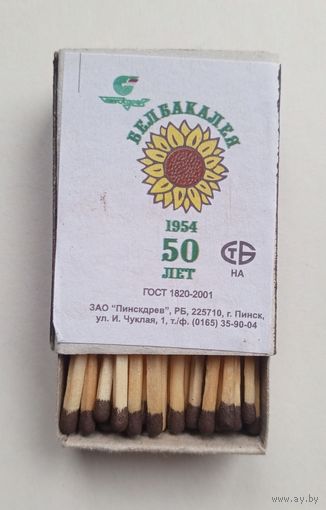 БЕЛБАКАЛЕЯ
1954
50
ЛЕТ
СТБ
НА
ГОСТ 1820-2001
ЗАО "Пинскдрев", РБ, 225710, г. Пинск,
ул. И. Чуклая, 1, т./ф. (0165) 35-90-04
www.ay.by